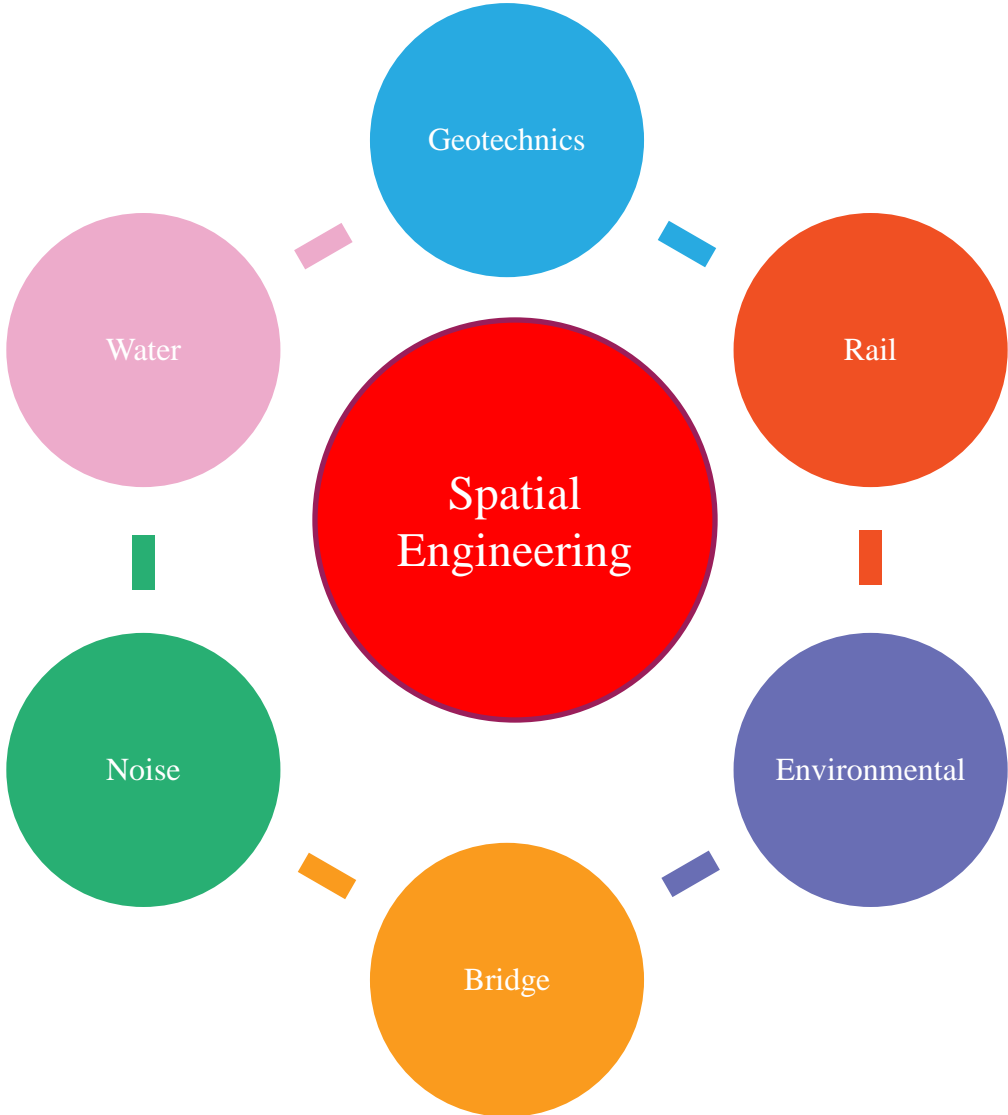 Geotechnics
Water
Rail
Spatial
Engineering
Noise
Environmental
Bridge